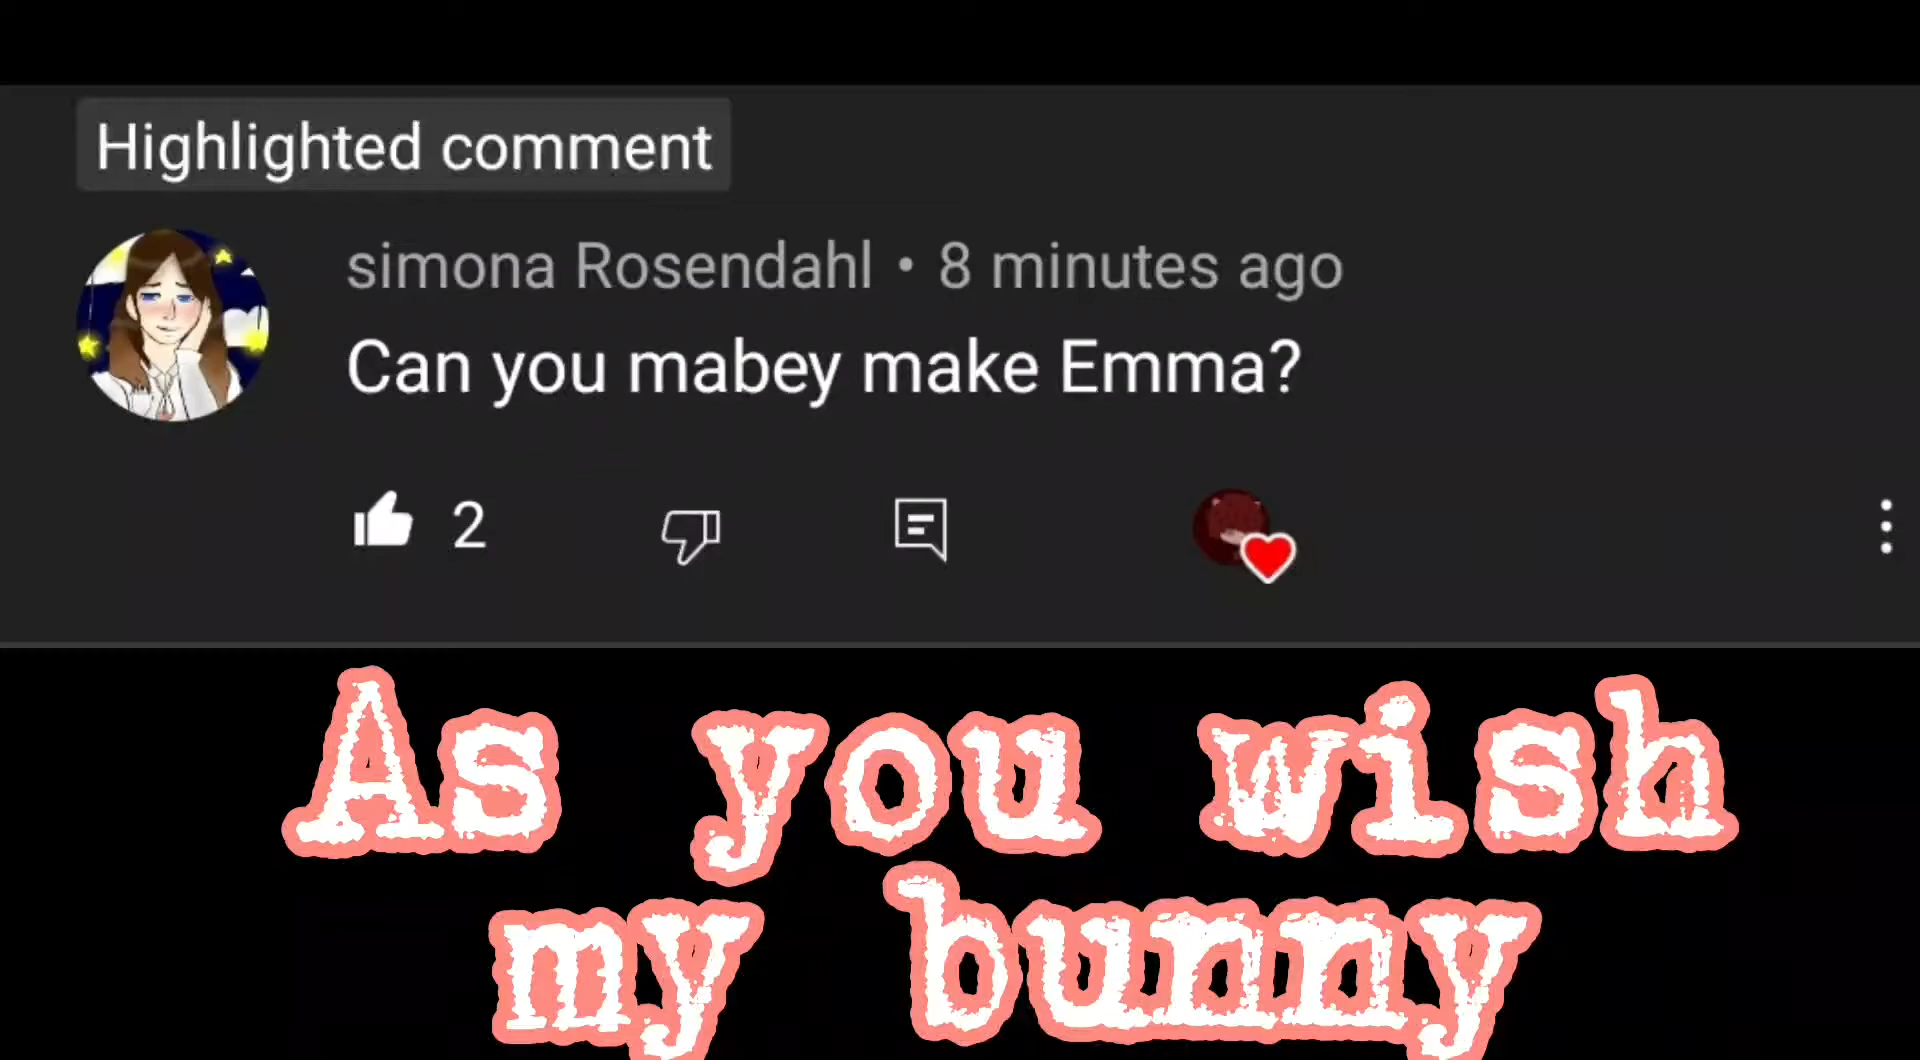 Highlighted comment
simona Rosendahl • 8 minutes ago
Can you mabey make Emma?
2
As you wish
my bunny